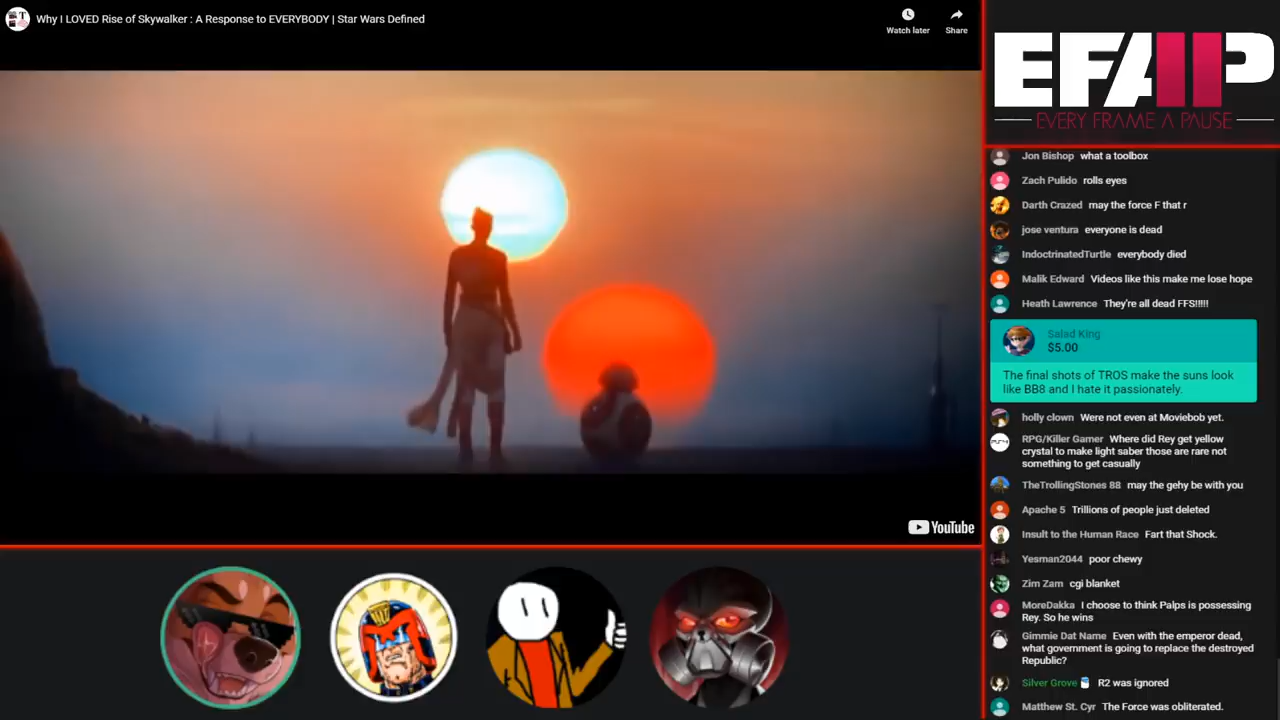 Why I LOVED Rise of Skywalker : A Response to EVERYBODY | Star Wars Defined
Watch later
Share
YouTube
EFAP
EVERY FRAME A PAUSE
Jon Bishop what a toolbox
Zach Pulido rolls eyes
Darth Crazed may the force F that r
jose ventura everyone is dead
IndoctrinatedTurtle everybody died
Malik Edward Videos like this make me lose hope
Heath Lawrence They're all dead FFS!!!!!
Salad King
$5.00
The final shots of TROS make the suns look
like BB8 and I hate it passionately.
holly clown Were not even at Moviebob yet.
RPG/Killer Gamer Where did Rey get yellow
crystal to make light saber those are rare not
something to get casually
TheTrollingStones 88 may the gehy be with you
Apache 5 Trillions of people just deleted
Insult to the Human Race Fart that Shock.
Yesman2044 poor chewy
Zim Zam cgi blanket
MoreDakka I choose to think Palps is possessing
Rey. So he wins
Gimmie Dat Name Even with the emperor dead,
what government is going to replace the destroyed
Republic?
Silver Grove R2 was ignored
Matthew St. Cyr The Force was obliterated.